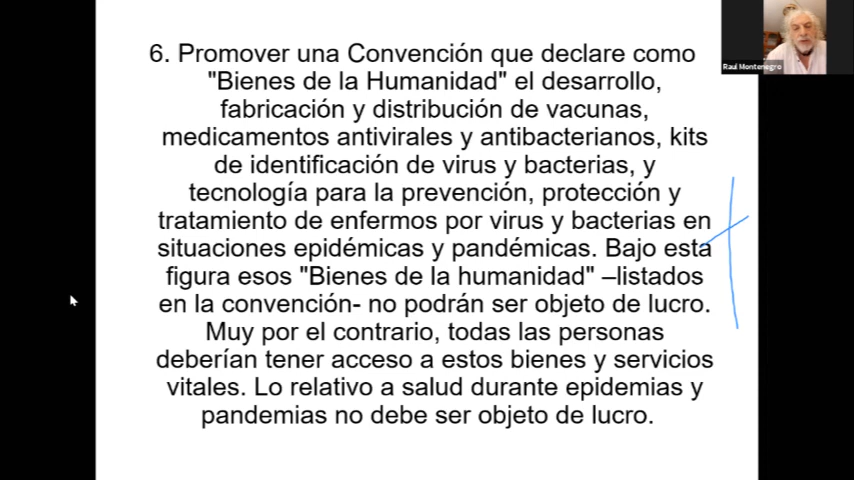 6. Promover una Convención que declare como
"Bienes de la Humanidad" el desarrollo,
fabricación y distribución de vacunas,
medicamentos antivirales y antibacterianos, kits
de identificación de virus y bacterias, y
tecnología para la prevención, protección y
tratamiento de enfermos por virus y bacterias en
situaciones epidémicas y pandémicas. Bajo esta
figura esos "Bienes de la humanidad" –listados
en la convención- no podrán ser objeto de lucro.
Muy por el contrario, todas las personas
deberían tener acceso a estos bienes y servicios
vitales. Lo relativo a salud durante epidemias y
pandemias no debe ser objeto de lucro.
Raul Montenegro